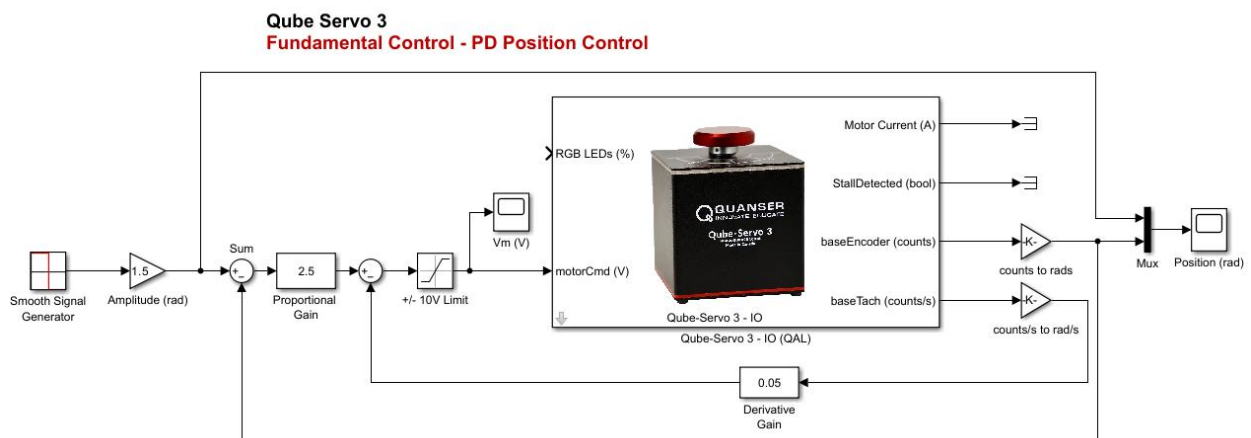 Qube Servo 3
Fundamental Control - PD Position Control
Motor Current (A)
RGB LEDs (%)
StallDetected (bool)
QUANSER
INNOVATE EDUCATE
Qube-Servo 3
Vm (V)
baseEncoder (counts)
counts to rads
Mux
Position (rad)
Sum
+
-
1.5
2.5
+
-
motorCmd (V)
-K-
Smooth Signal
Generator
Amplitude (rad)
Proportional
Gain
+/- 10V Limit
baseTach (counts/s)
-K-
counts/s to rad/s
Qube-Servo 3 - IO
Qube-Servo 3 - IO (QAL)
0.05
Derivative
Gain